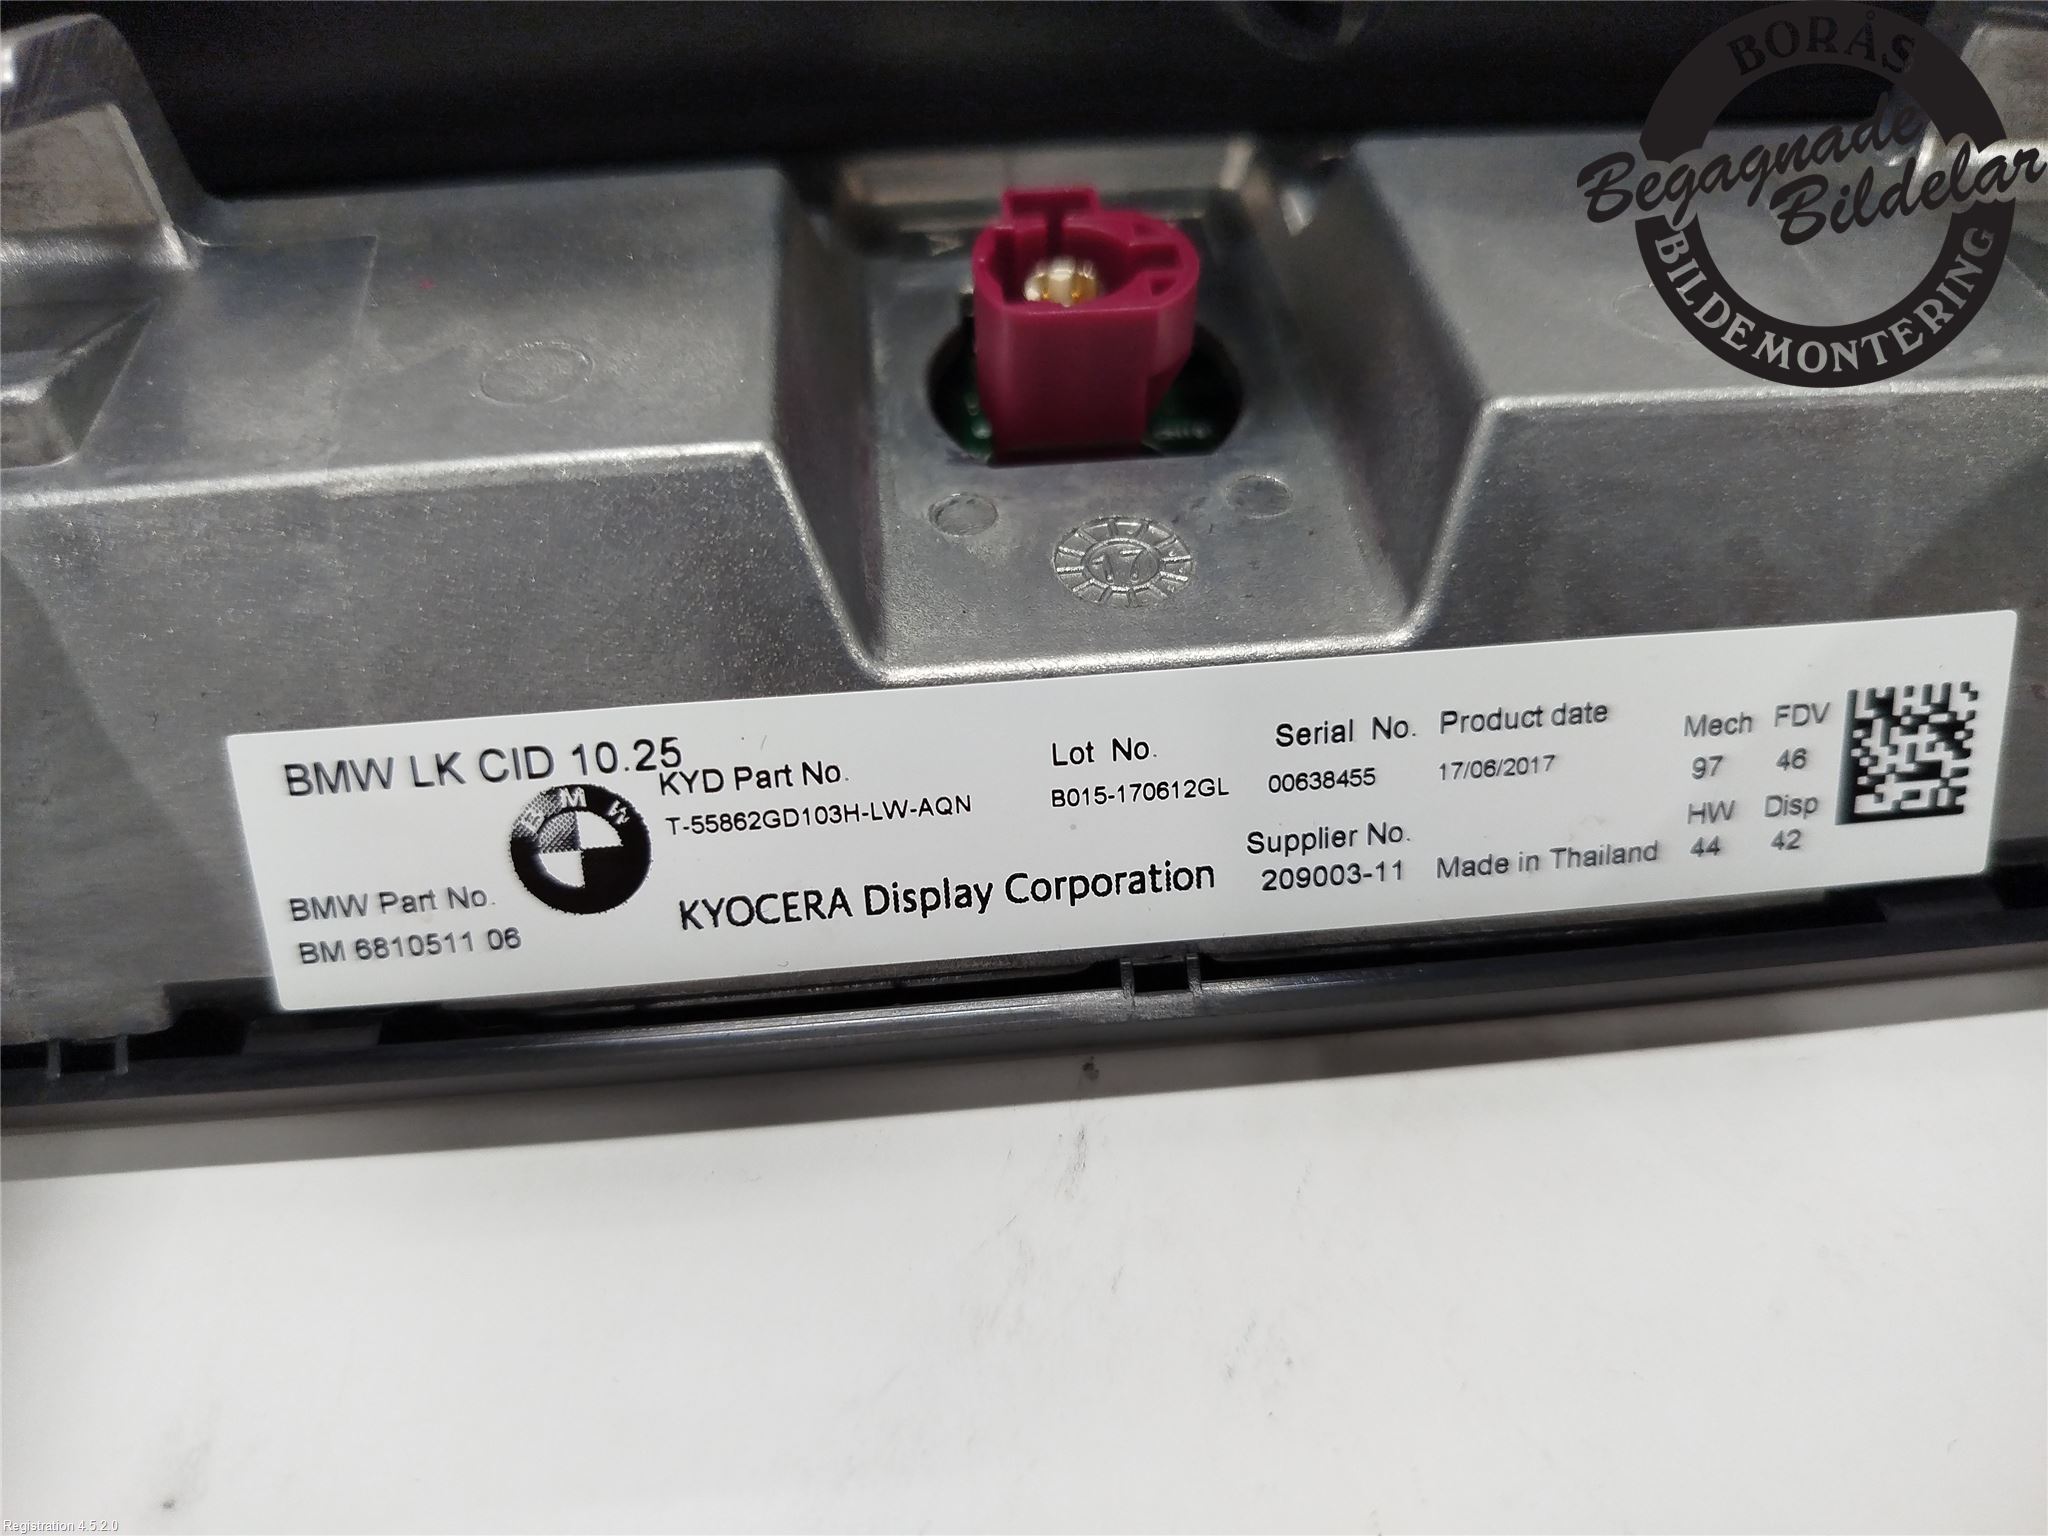 BORÅS
Begagnade
Bildelar
BILDEMONTERING
17
BMW LK CID 10.25
BMW
BMW Part No.
BM 6810511 06
KYD Part No.
T-55862GD103H-LW-AQN
KYOCERA Display Corporation
Lot No.
B015-170612GL
Serial No.
00638455
Supplier No.
209003-11
Product date
17/06/2017
Made in Thailand
Mech FDV
97 46
HW Disp
44 42
Registration 4.5.2.0